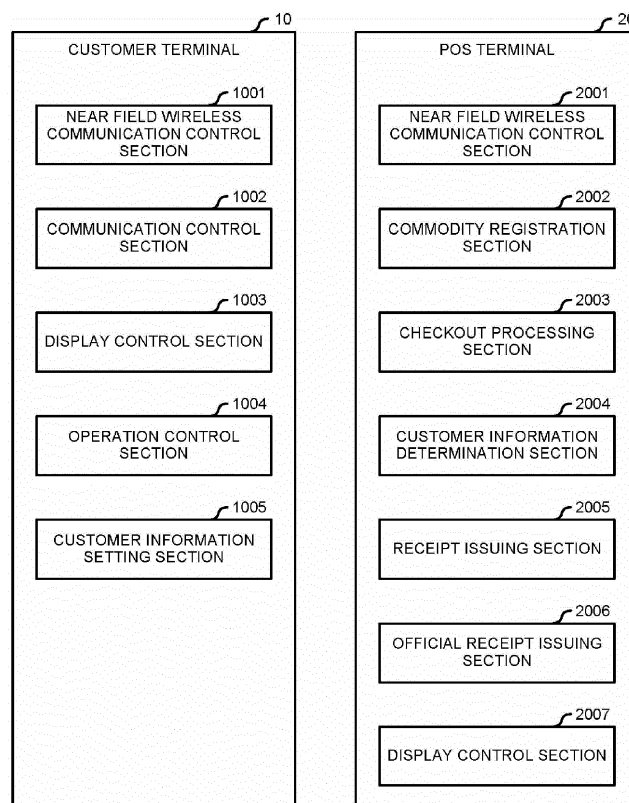 10
CUSTOMER TERMINAL
1001
NEAR FIELD WIRELESS
COMMUNICATION CONTROL
SECTION
1002
COMMUNICATION CONTROL
SECTION
1003
DISPLAY CONTROL SECTION
1004
OPERATION CONTROL
SECTION
1005
CUSTOMER INFORMATION
SETTING SECTION
20
POS TERMINAL
2001
NEAR FIELD WIRELESS
COMMUNICATION CONTROL
SECTION
2002
COMMODITY REGISTRATION
SECTION
2003
CHECKOUT PROCESSING
SECTION
2004
CUSTOMER INFORMATION
DETERMINATION SECTION
2005
RECEIPT ISSUING SECTION
2006
OFFICIAL RECEIPT ISSUING
SECTION
2007
DISPLAY CONTROL SECTION